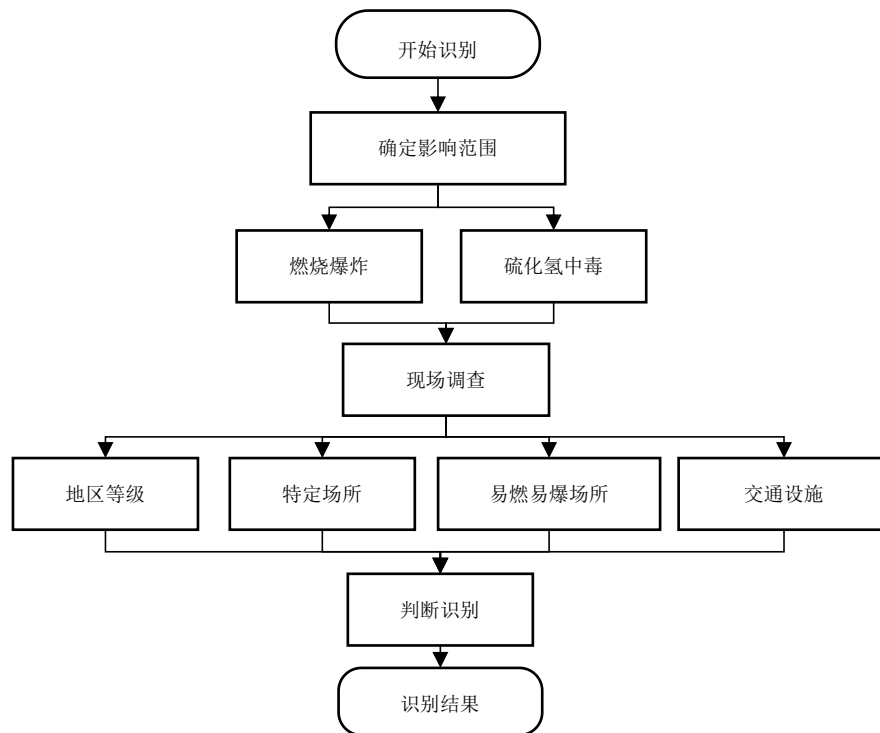 开始识别
确定影响范围
燃烧爆炸
硫化氢中毒
现场调查
地区等级
特定场所
易燃易爆场所
交通设施
判断识别
识别结果